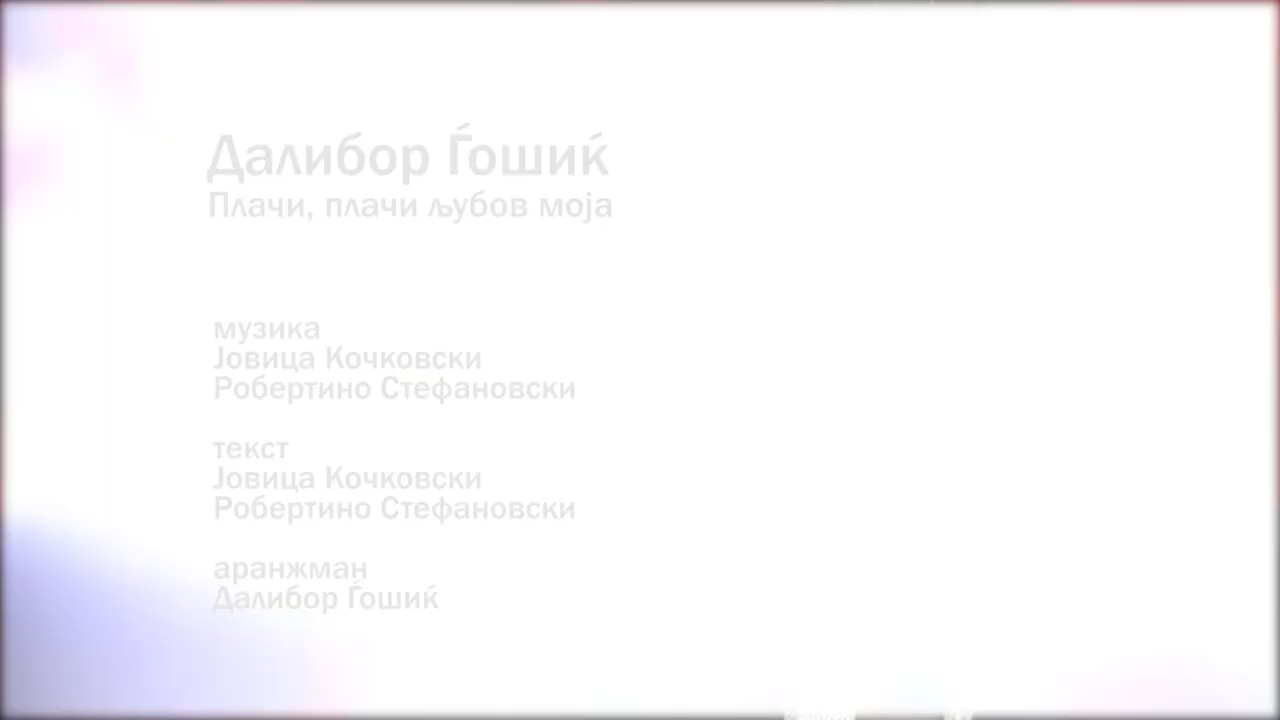 Далибор Ѓошиќ
Плачи, плачи љубов моја
музика
Јовица Кочковски
Робертино Стефановски
текст
Јовица Кочковски
Робертино Стефановски
аранжман
Далибор Ѓошиќ